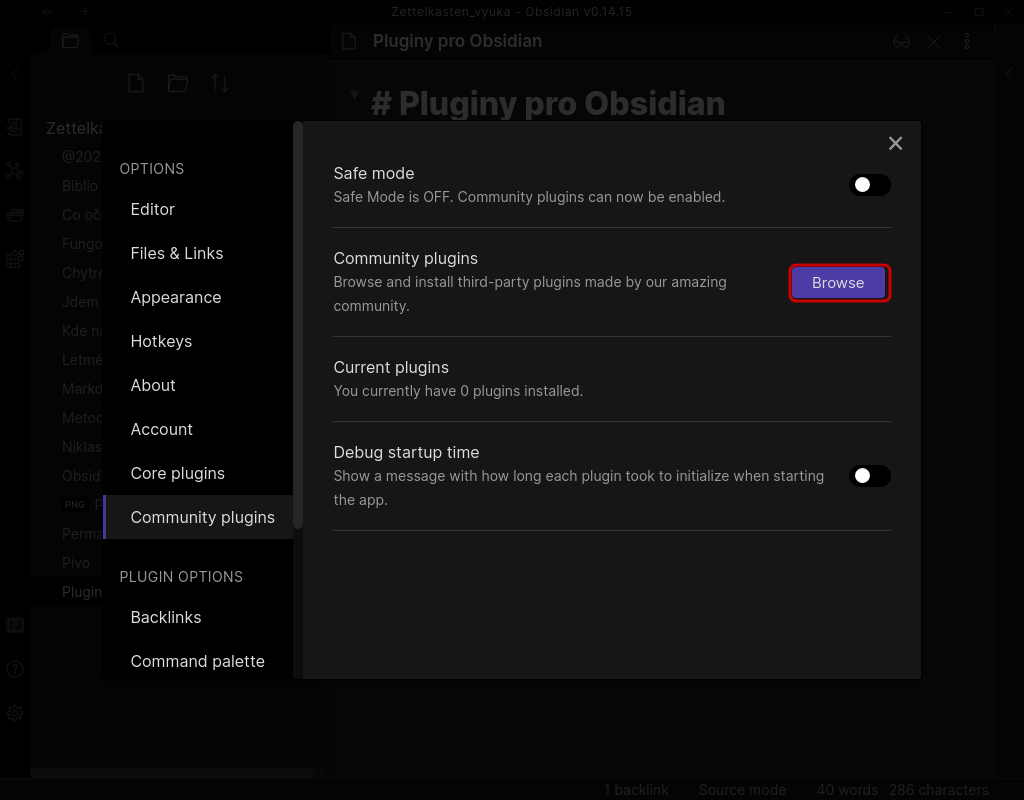 Zettelkasten_vyuka - Obsidian v0.14.15
Pluginy pro Obsidian
# Pluginy pro Obsidian
Zettelka
@202
Biblio
Co oč
Fungo
Chytré
Jdem
Kde na
Letmé
Markd
Metod
Niklas
Obsid
PNG P
Perma
Pivo
Plugin
OPTIONS
Editor
Files & Links
Appearance
Hotkeys
About
Account
Core plugins
Community plugins
PLUGIN OPTIONS
Backlinks
Command palette
Safe mode
Safe Mode is OFF. Community plugins can now be enabled.
Community plugins
Browse and install third-party plugins made by our amazing
community.
Browse
Current plugins
You currently have 0 plugins installed.
Debug startup time
Show a message with how long each plugin took to initialize when starting
the app.
1 backlink Source mode 40 words 286 characters